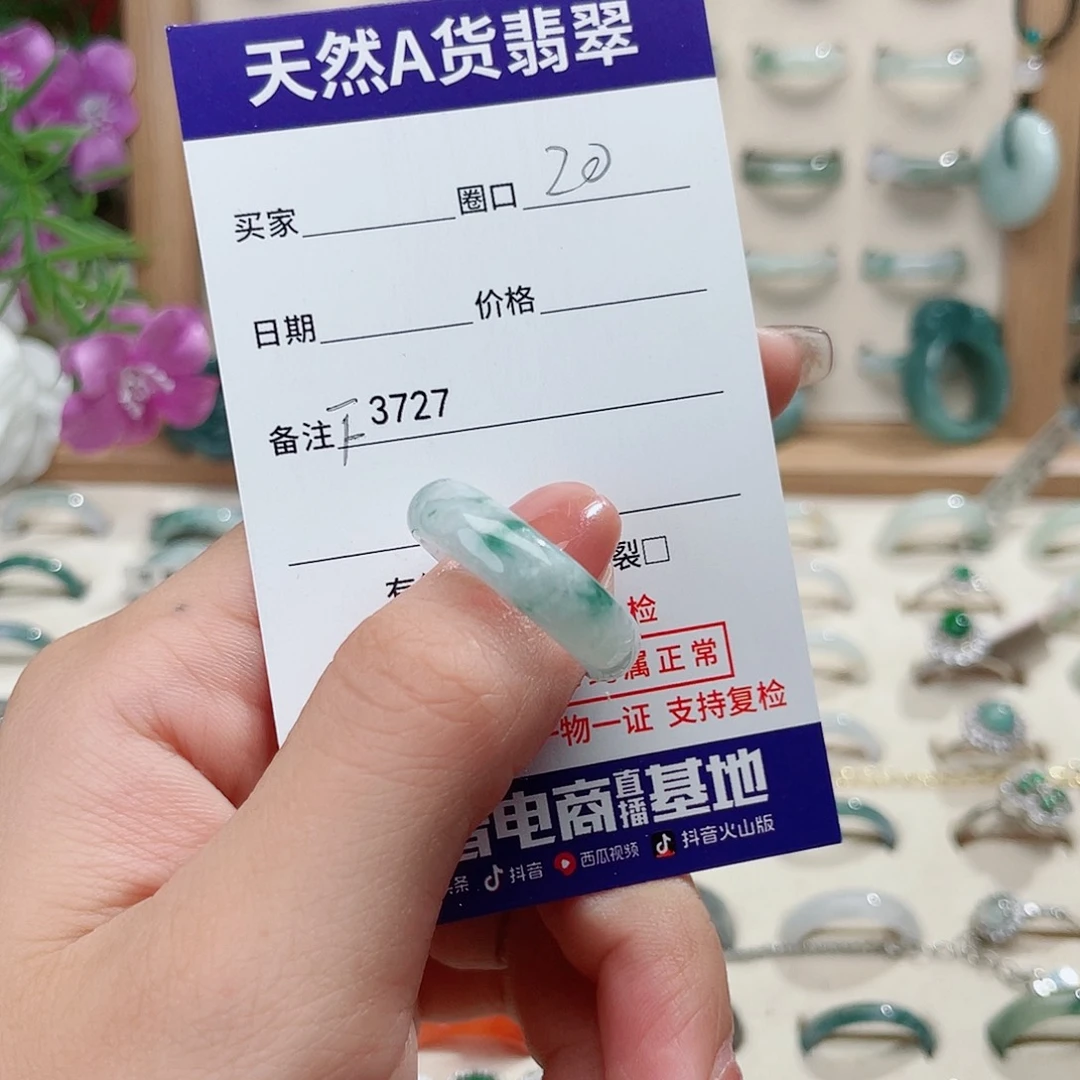 天然A货翡翠
买家 圈口 20
日期 价格
备注 3727
裂□
检
属正常
物一证 支持复检
电商直播基地
抖音 西瓜视频 抖音火山版